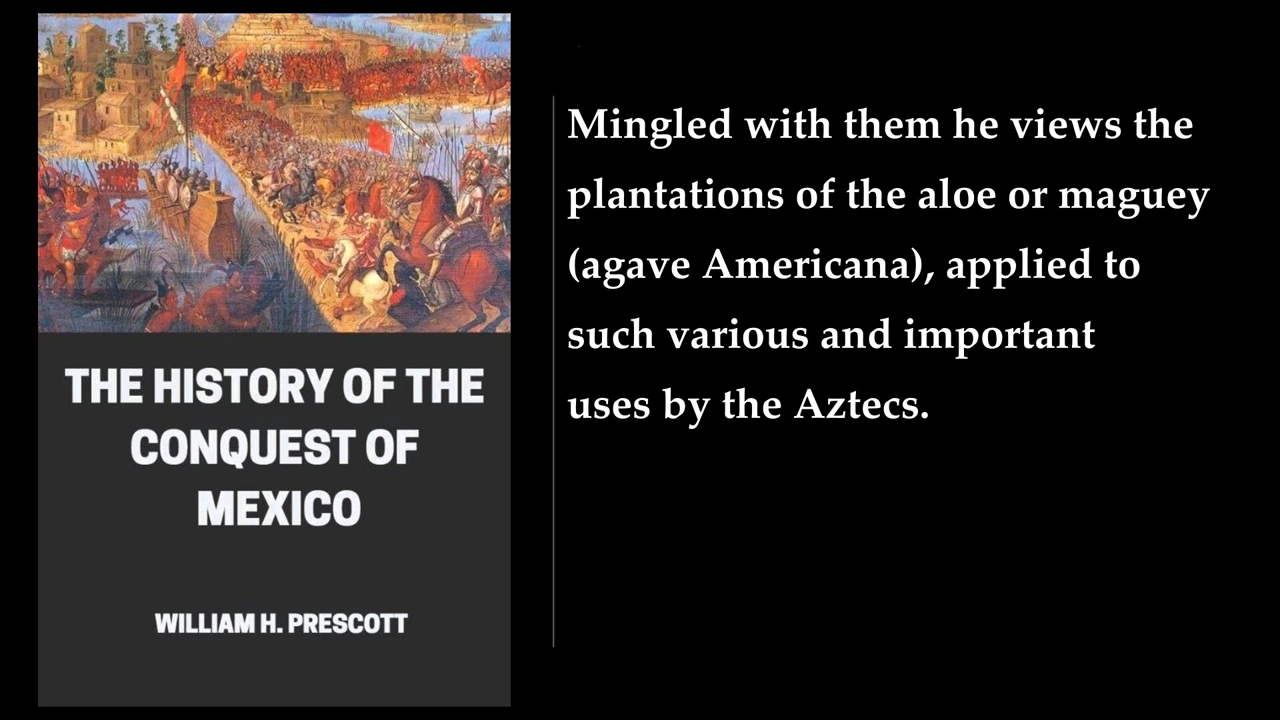 THE HISTORY OF THE
CONQUEST OF
MEXICO
WILLIAM H. PRESCOTT
Mingled with them he views the
plantations of the aloe or maguey
(agave Americana), applied to
such various and important
uses by the Aztecs.